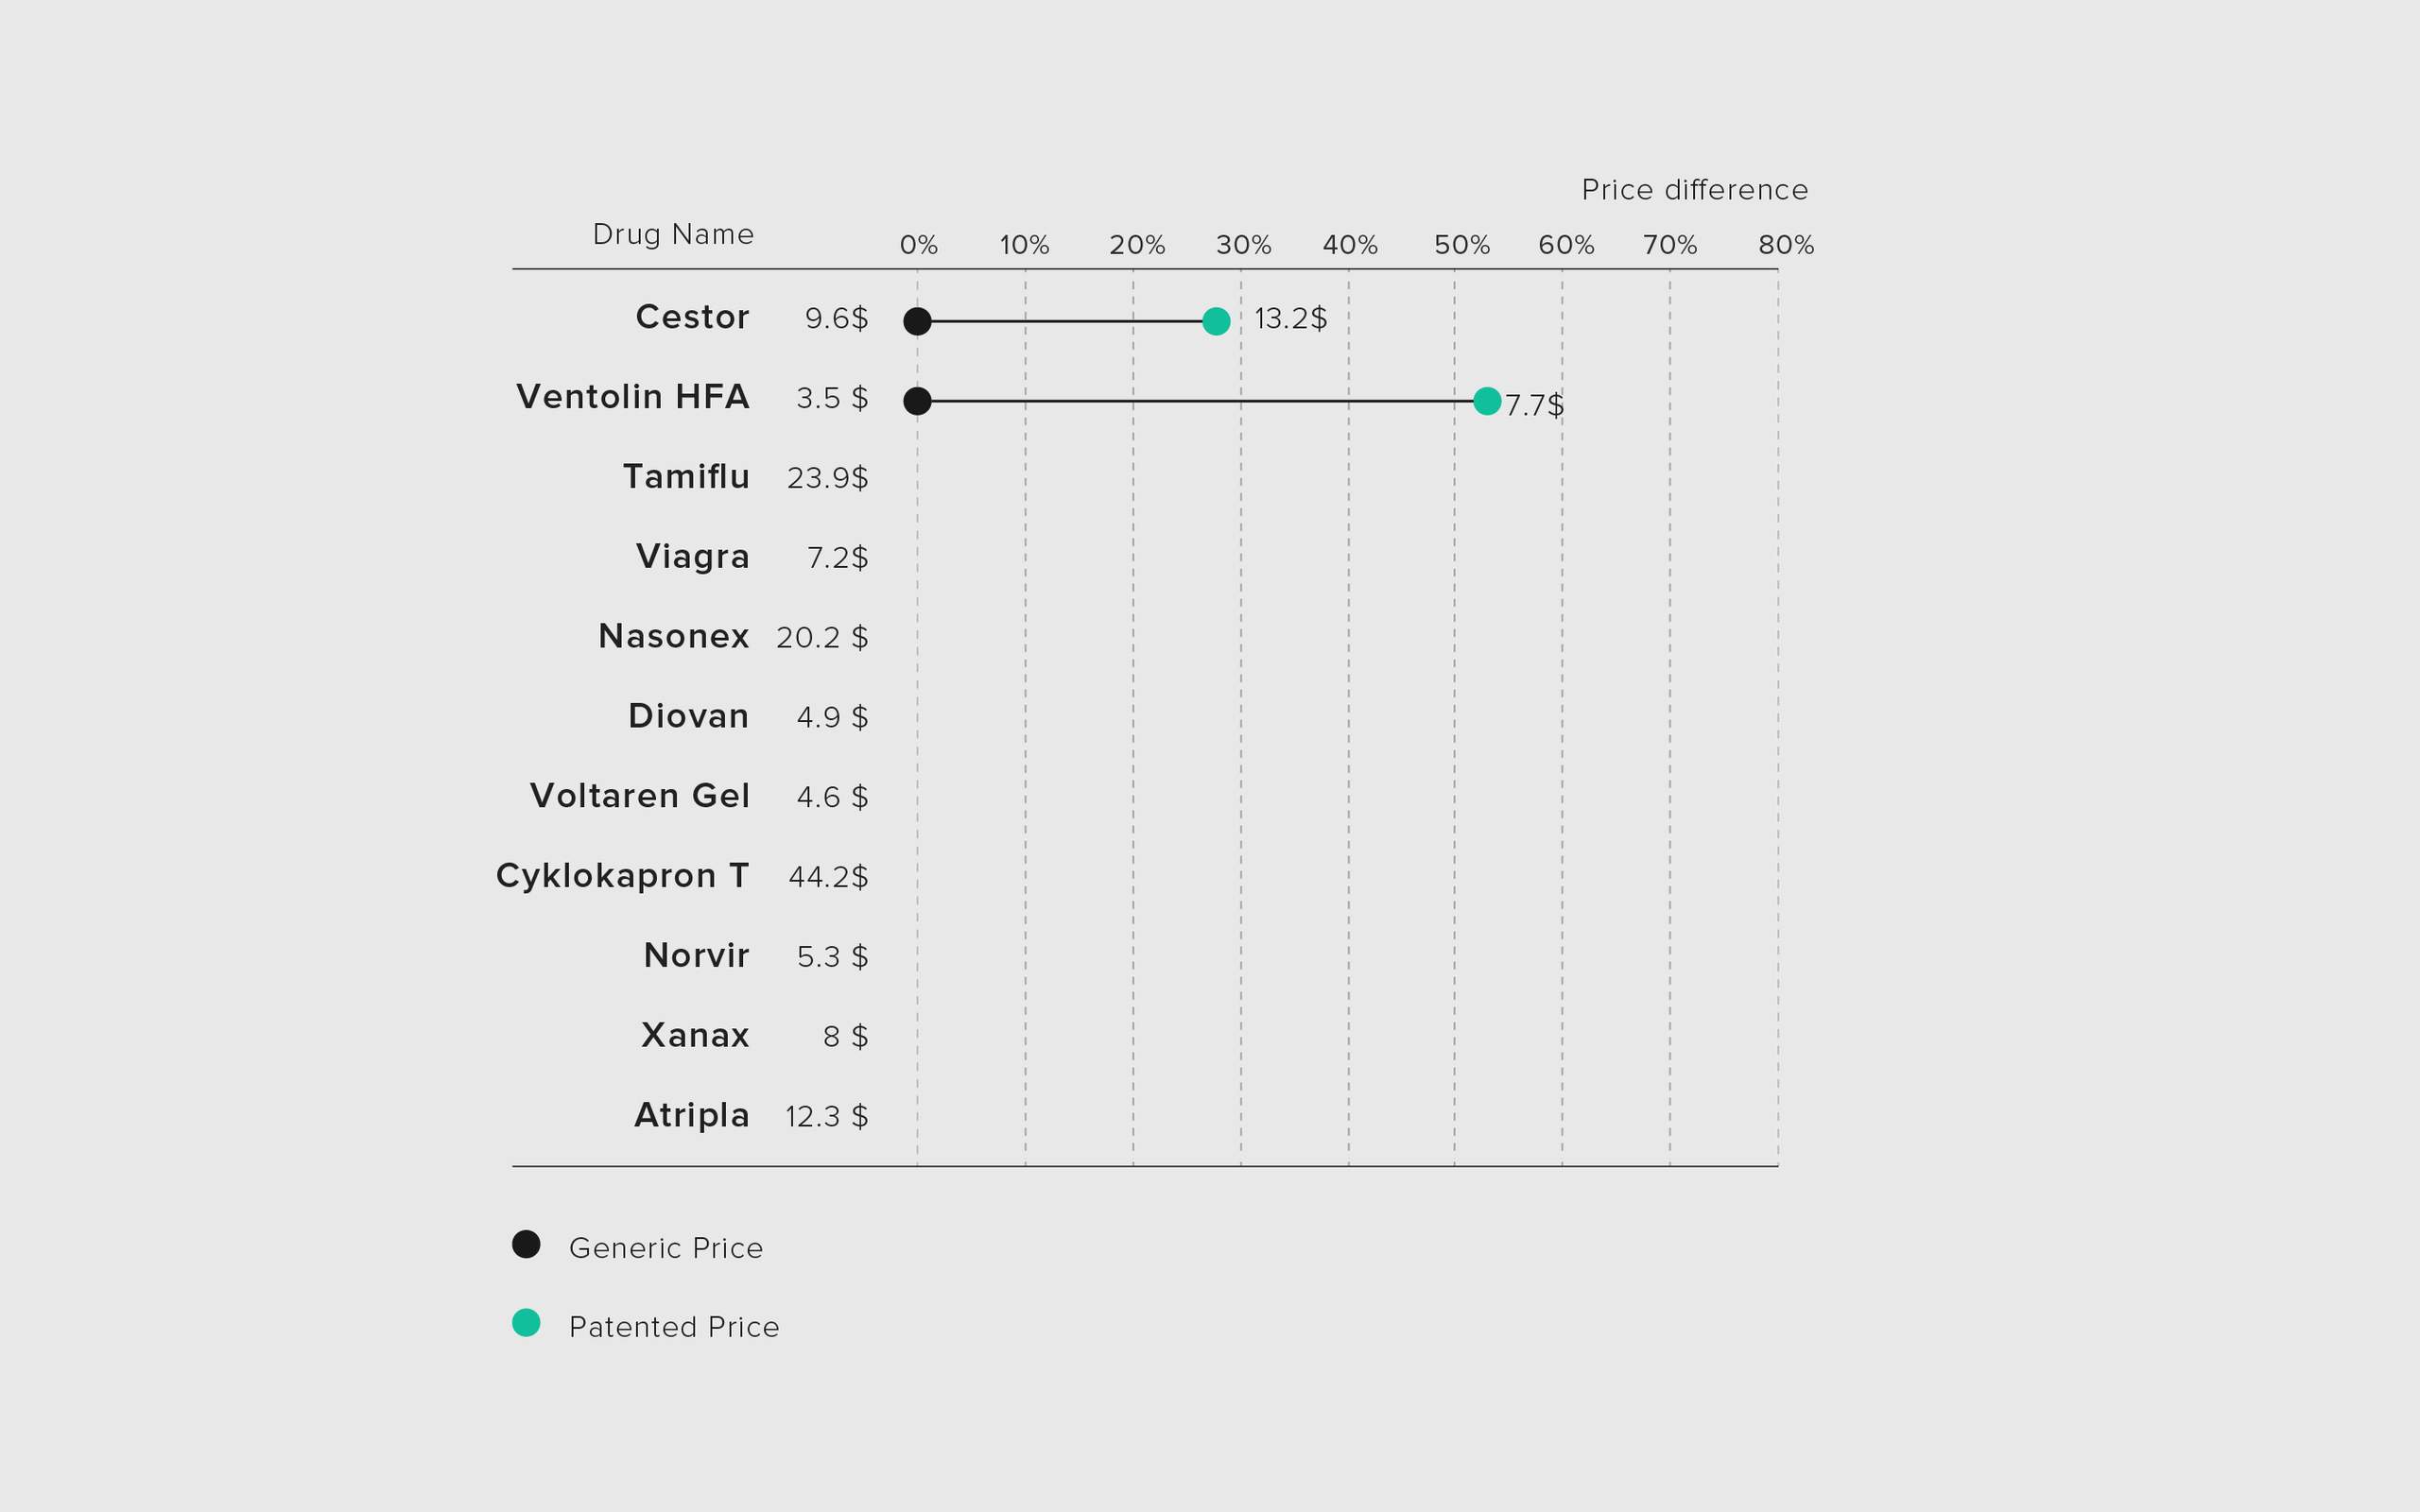 Price difference
Drug Name 0% 10% 20% 30% 40% 50% 60% 70% 80%
Cestor 9.6$ 13.2$
Ventolin HFA 3.5 $ 7.7$
Tamiflu 23.9$
Viagra 7.2$
Nasonex 20.2 $
Diovan 4.9 $
Voltaren Gel 4.6 $
Cyklokapron T 44.2$
Norvir 5.3 $
Xanax 8 $
Atripla 12.3 $
Generic Price
Patented Price